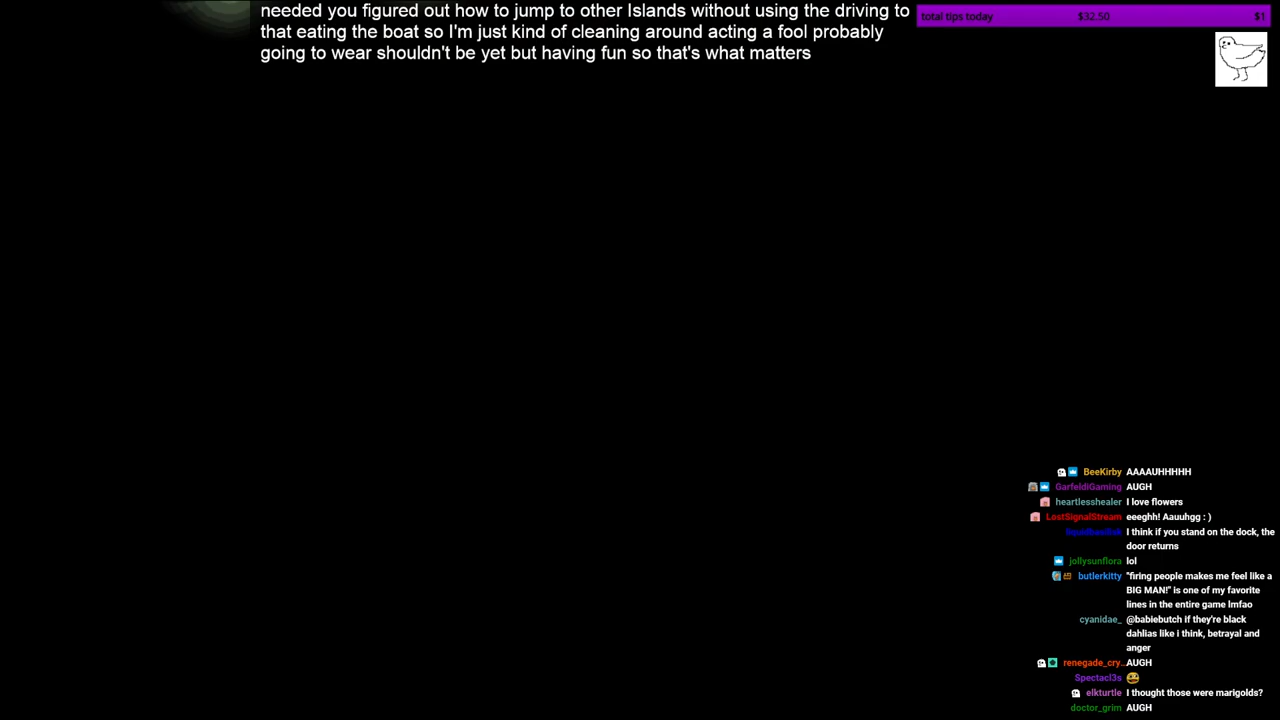 needed you figured out how to jump to other Islands without using the driving to
that eating the boat so I'm just kind of cleaning around acting a fool probably
going to wear shouldn't be yet but having fun so that's what matters
total tips today $32.50 $1
BeeKirby AAAAUHHHHH
GarfeldiGaming AUGH
heartlesshealer I love flowers
LostSignalStream eeeghh! Aauuhgg : )
I think if you stand on the dock, the
door returns
jollysunflora lol
butlerkitty "firing people makes me feel like a
BIG MAN!" is one of my favorite
lines in the entire game lmfao
cyanidae_ @babiebutch if they're black
dahlias like i think, betrayal and
anger
renegade_cry... AUGH
Spectacl3s
elkturtle I thought those were marigolds?
doctor_grim AUGH